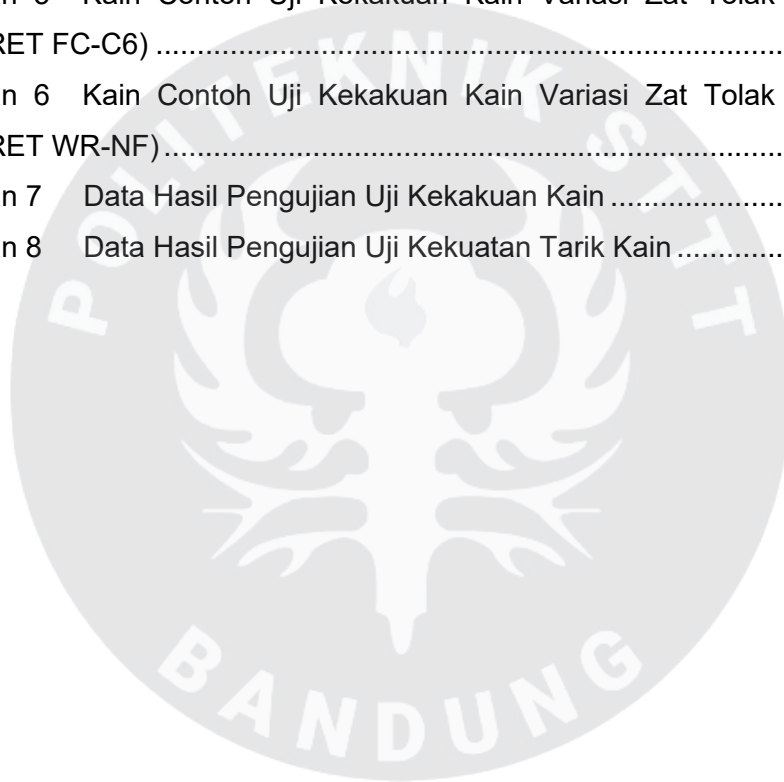 Kain Contoh Uji Kekakuan Kain Variasi Zat Tolak
RET FC-C6) ........................................................................................
n 6 Kain Contoh Uji Kekakuan Kain Variasi Zat Tolak
RET WR-NF) .......................................................................................
n 7 Data Hasil Pengujian Uji Kekakuan Kain .....................
n 8 Data Hasil Pengujian Uji Kekuatan Tarik Kain .............
POLITEKNIK STTT
BANDUNG